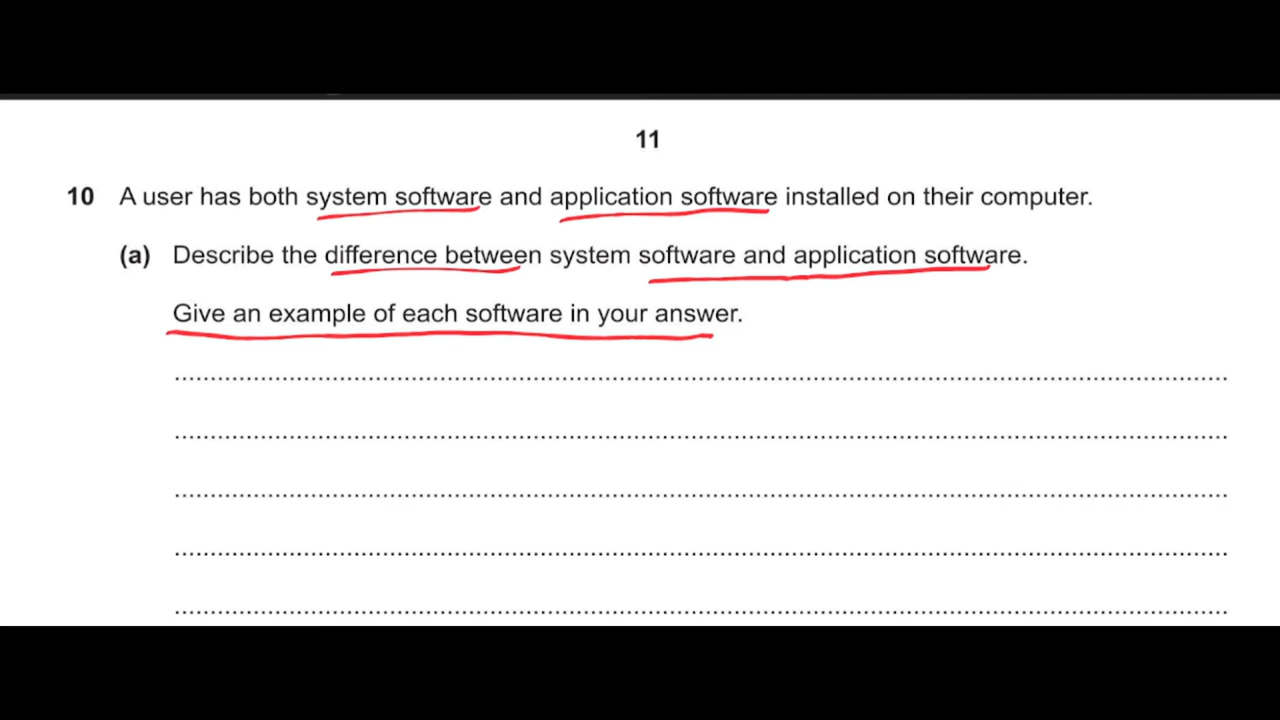 11
10 A user has both system software and application software installed on their computer.
(a) Describe the difference between system software and application software.
Give an example of each software in your answer.